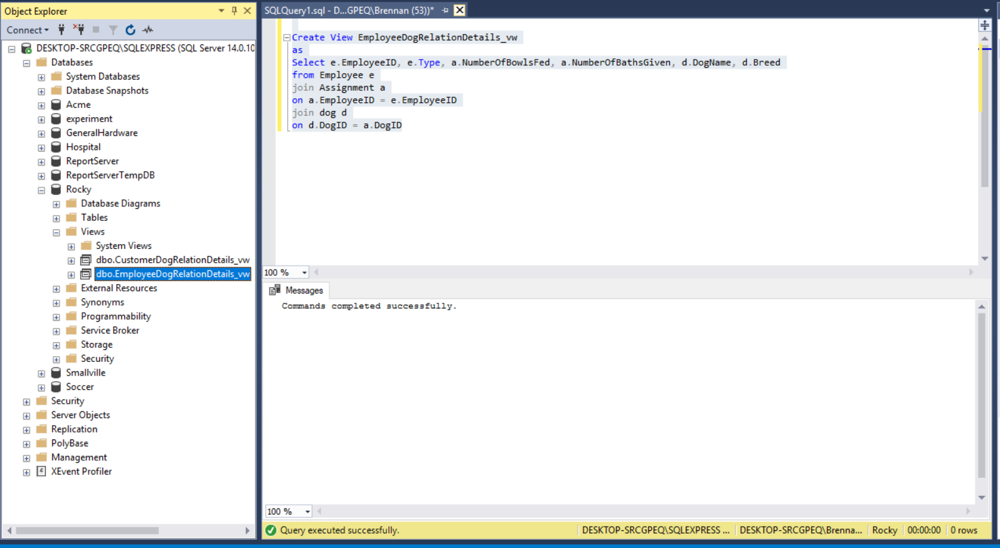 Object Explorer
Connect
DESKTOP-SRCGPEQ\SQLEXPRESS (SQL Server 14.0.10
Databases
System Databases
Database Snapshots
Acme
experiment
GeneralHardware
Hospital
ReportServer
ReportServerTempDB
Rocky
Database Diagrams
Tables
Views
System Views
dbo.CustomerDogRelationDetails_vw
dbo.EmployeeDogRelationDetails_vw
External Resources
Synonyms
Programmability
Service Broker
Storage
Security
Smallville
Soccer
Security
Server Objects
Replication
PolyBase
Management
XEvent Profiler
SQLQuery1.sql - D...GPEQ\Brennan (53))*
Create View EmployeeDogRelationDetails_vw
as
Select e.EmployeeID, e.Type, a.NumberOfBowlsFed, a.NumberOfBathsGiven, d.DogName, d.Breed
from Employee e
join Assignment a
on a.EmployeeID = e.EmployeeID
join dog d
on d.DogID = a.DogID
100 %
Messages
Commands completed successfully.
100 %
Query executed successfully.
DESKTOP-SRCGPEQ\SQLEXPRESS ...
DESKTOP-SRCGPEQ\Brenna...
Rocky
00:00:00
0 rows